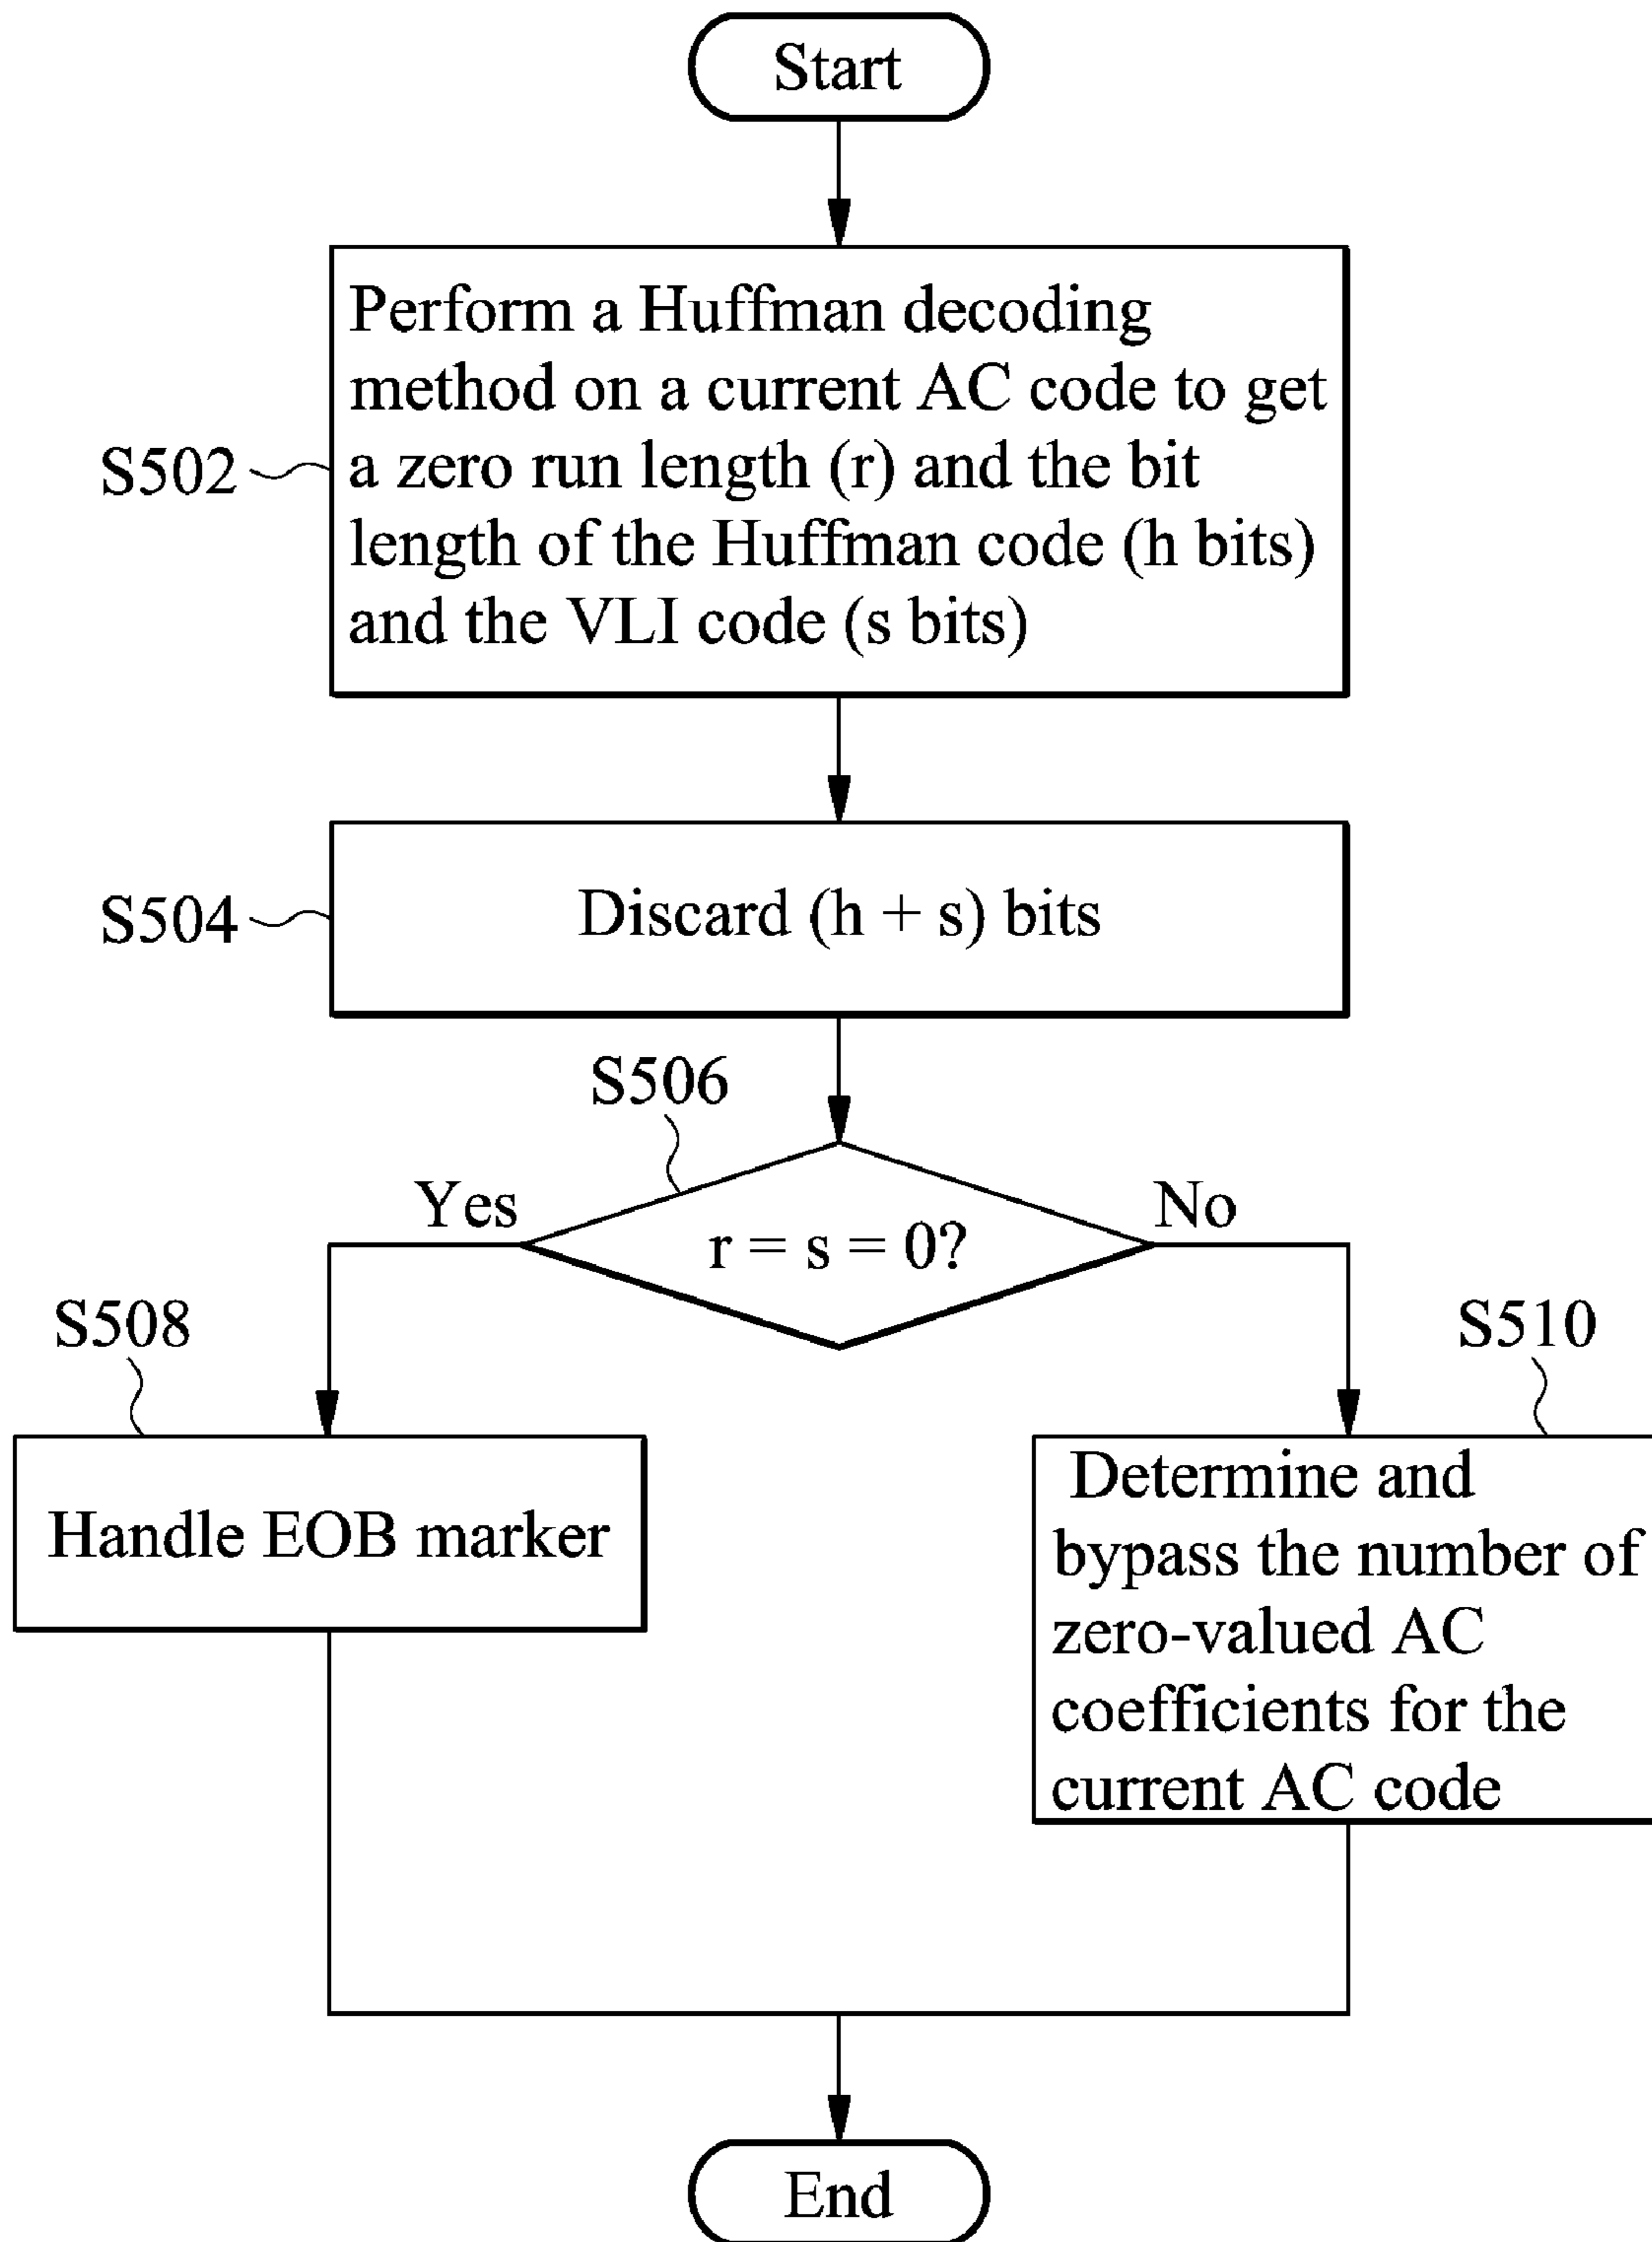 Start
Perform a Huffman decoding
method on a current AC code to get
a zero run length (r) and the bit
length of the Huffman code (h bits)
and the VLI code (s bits)
S502
Discard (h + s) bits
S504
S506
Yes
No
r = s = 0?
S508
S510
Handle EOB marker
Determine and
bypass the number of
zero-valued AC
coefficients for the
current AC code
End